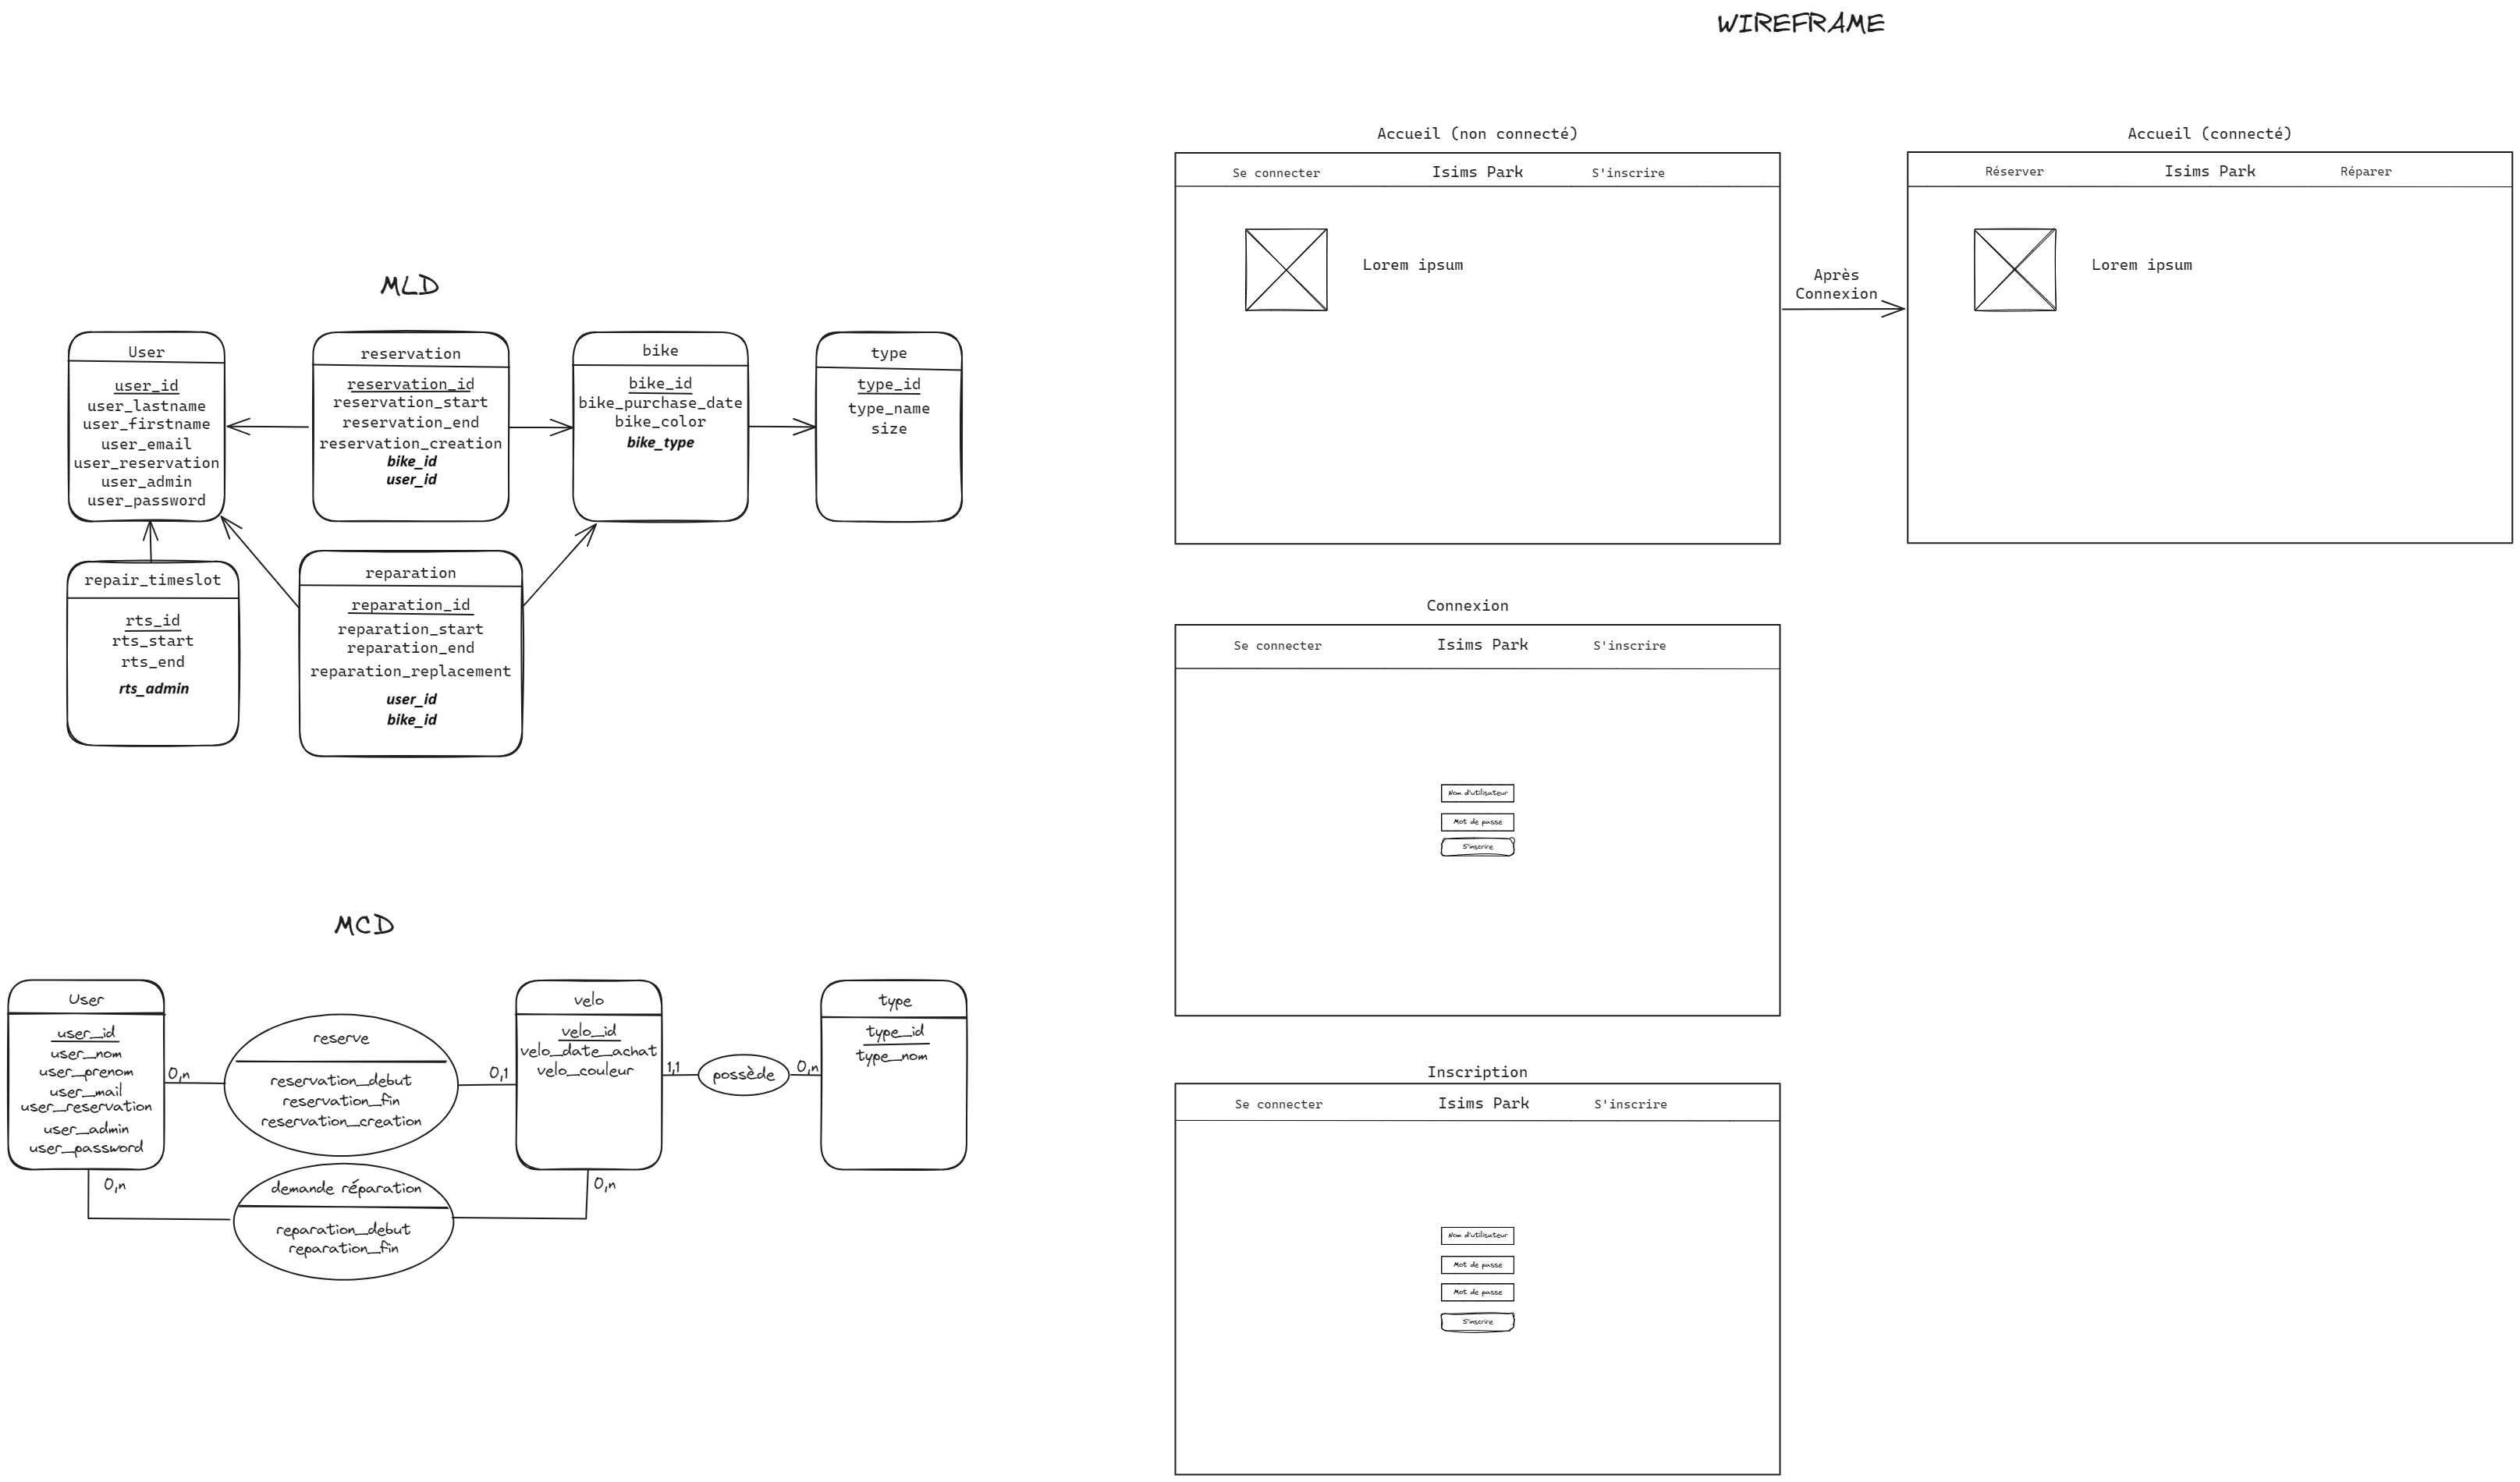 WIREFRAME
MLD
User
user_id
user_lastname
user_firstname
user_email
user_reservation
user_admin
user_password
reservation
reservation_id
reservation_start
reservation_end
reservation_creation
bike_id
user_id
bike
bike_id
bike_purchase_date
bike_color
bike_type
type
type_id
type_name
size
repair_timeslot
rts_id
rts_start
rts_end
rts_admin
reparation
reparation_id
reparation_start
reparation_end
reparation_replacement
user_id
bike_id
MCD
User
user_id
user_nom
user_prenom
user_mail
user_reservation
user_admin
user_password
0,n
reserve
reservation_debut
reservation_fin
reservation_creation
0,1
velo
velo_id
velo_date_achat
velo_couleur
1,1
possède
0,n
type
type_id
type_nom
0,n
demande réparation
reparation_debut
reparation_fin
0,n
Accueil (non connecté)
Se connecter
Isims Park
S'inscrire
Lorem ipsum
Après
Connexion
Accueil (connecté)
Réserver
Isims Park
Réparer
Lorem ipsum
Connexion
Se connecter
Isims Park
S'inscrire
Nom d'utilisateur
Mot de passe
S'inscrire
Inscription
Se connecter
Isims Park
S'inscrire
Nom d'utilisateur
Mot de passe
Mot de passe
S'inscrire